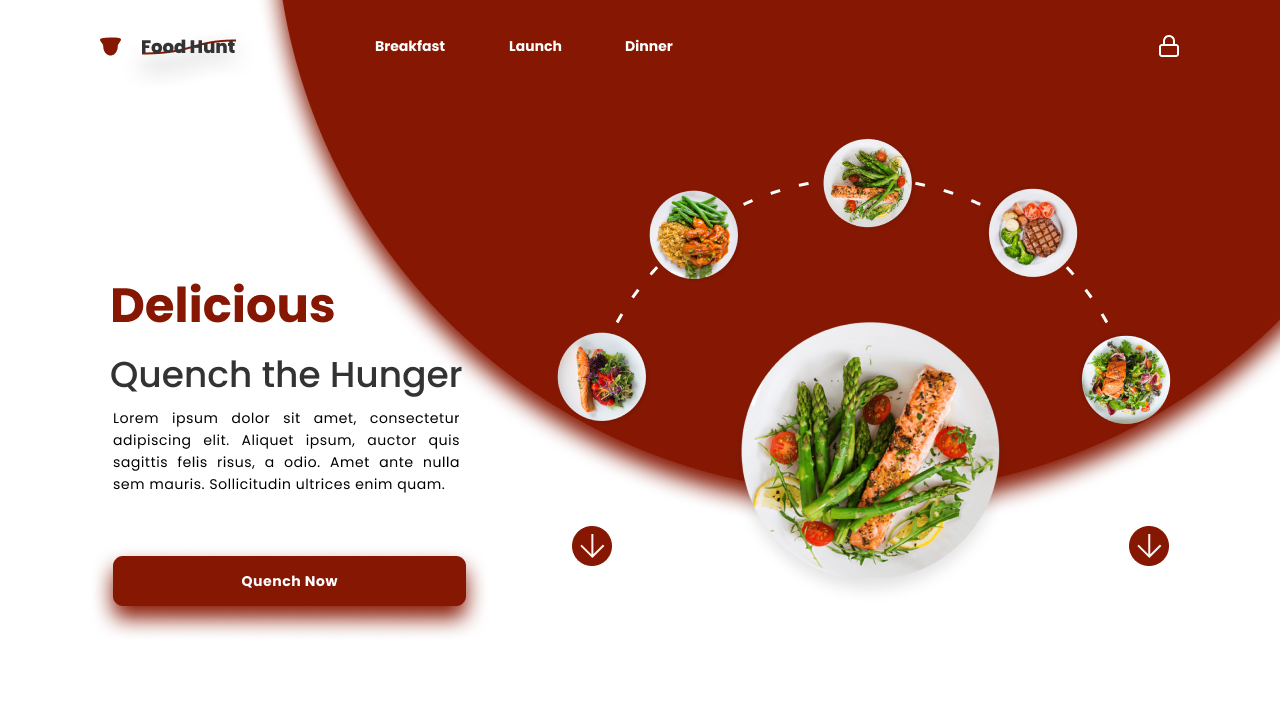 Food Hunt
Breakfast
Launch
Dinner
Delicious
Quench the Hunger
Lorem ipsum dolor sit amet, consectetur
adipiscing elit. Aliquet ipsum, auctor quis
sagittis felis risus, a odio. Amet ante nulla
sem mauris. Sollicitudin ultrices enim quam.
Quench Now